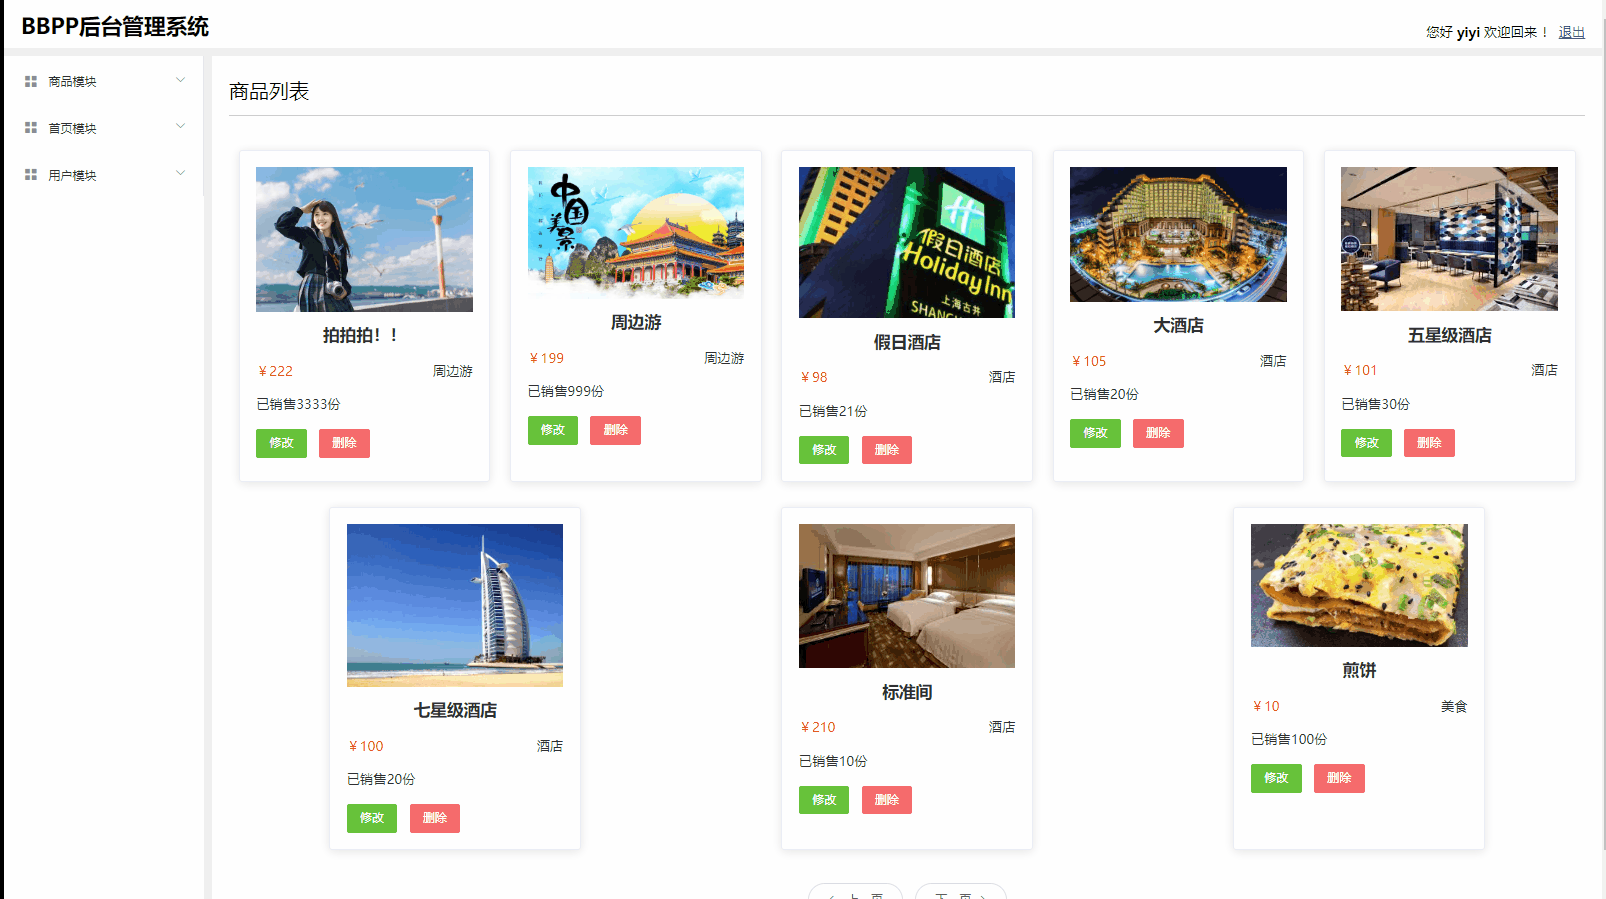 BBPP后台管理系统
您好 yiyi 欢迎回来！ 退出
商品模块
首页模块
用户模块
商品列表
拍拍拍！！
￥222 周边游
已销售3333份
修改 删除
中国美景
周边游
￥199 周边游
已销售999份
修改 删除
假日酒店
Holiday Inn
上海古井
SHANG
假日酒店
￥98 酒店
已销售21份
修改 删除
大酒店
￥105 酒店
已销售20份
修改 删除
五星级酒店
￥101 酒店
已销售30份
修改 删除
七星级酒店
￥100 酒店
已销售20份
修改 删除
标准间
￥210 酒店
已销售10份
修改 删除
煎饼
￥10 美食
已销售100份
修改 删除
上一页 下一页